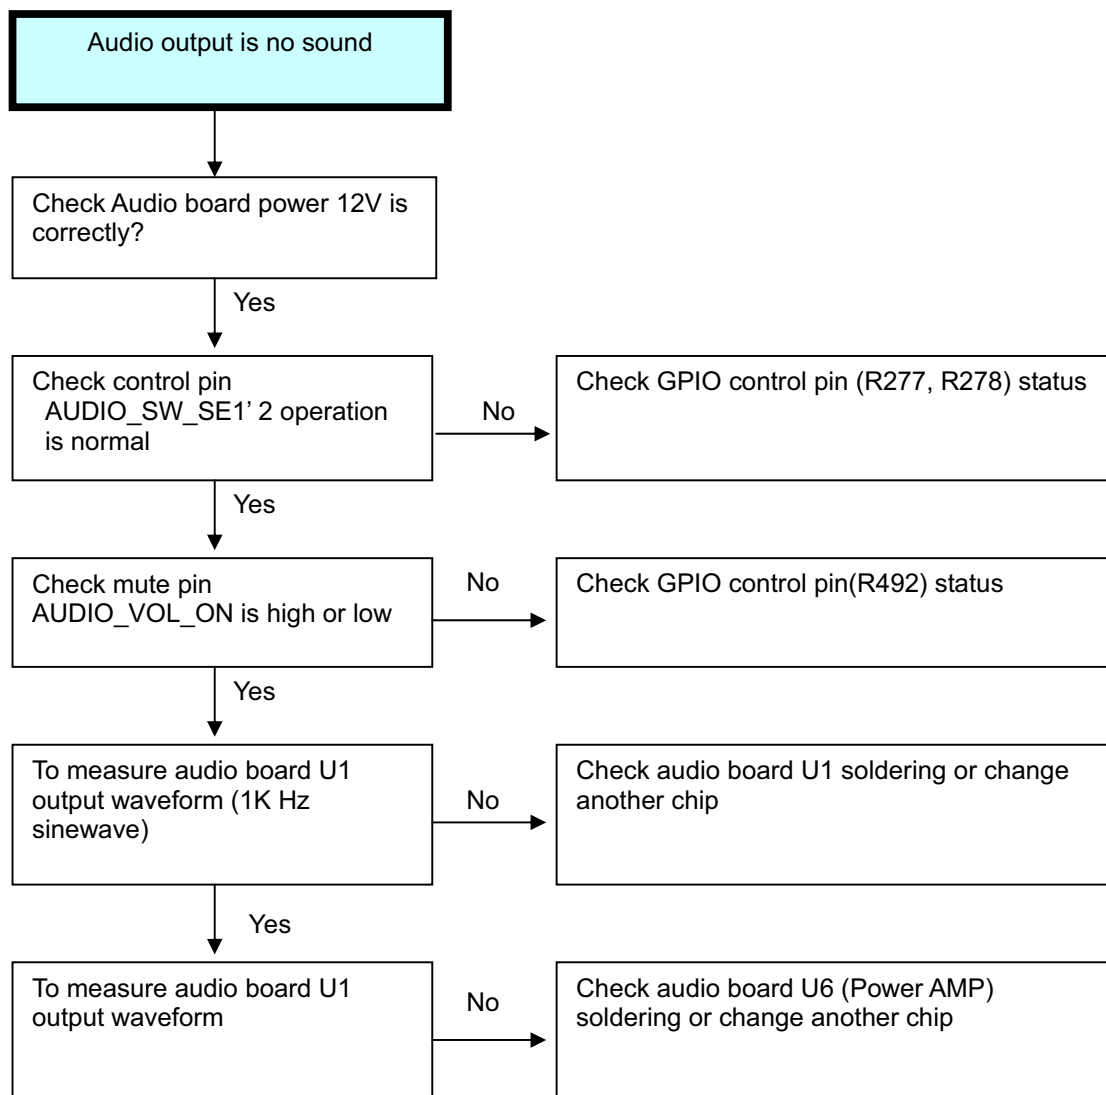 Audio output is no sound
Check Audio board power 12V is
correctly?
Yes
Check control pin
AUDIO_SW_SE1’ 2 operation
is normal
No
Check GPIO control pin (R277, R278) status
Yes
Check mute pin
AUDIO_VOL_ON is high or low
No
Check GPIO control pin(R492) status
Yes
To measure audio board U1
output waveform (1K Hz
sinewave)
No
Check audio board U1 soldering or change
another chip
Yes
To measure audio board U1
output waveform
No
Check audio board U6 (Power AMP)
soldering or change another chip